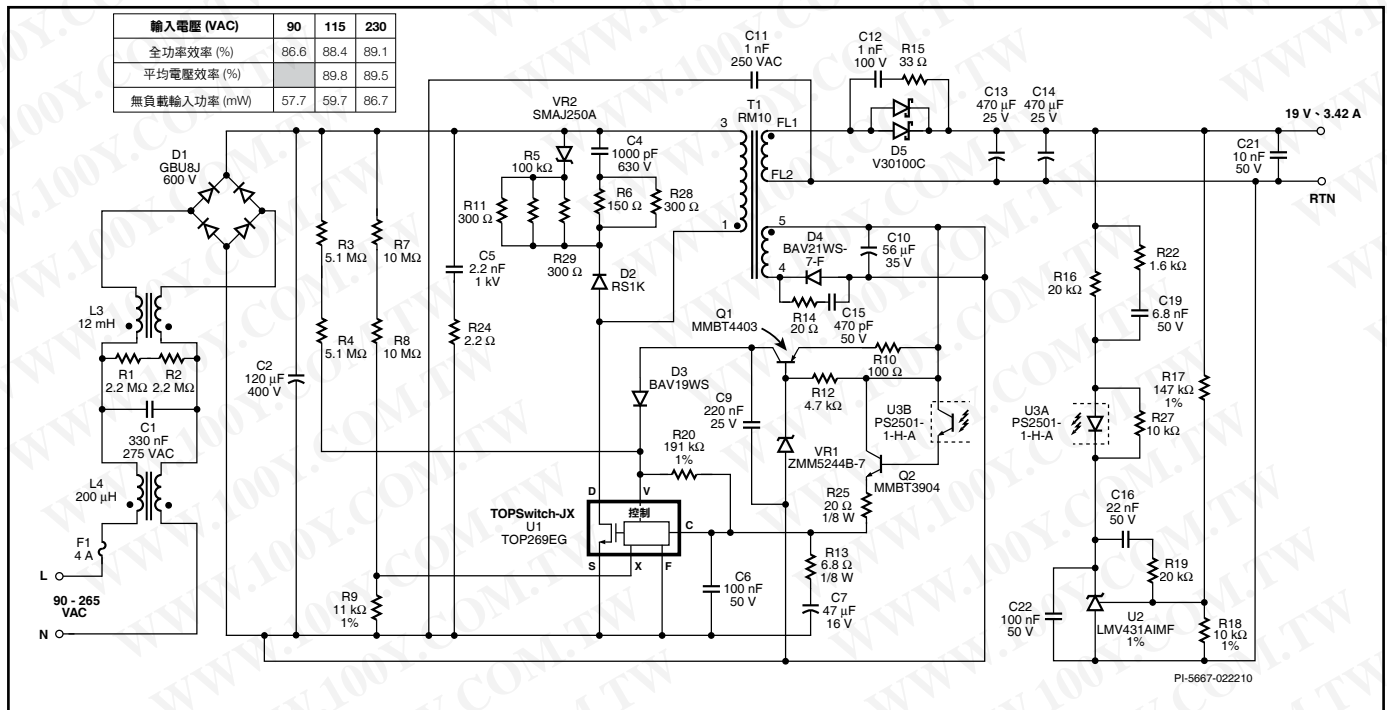 輸入電壓 (VAC) 90 115 230
全功率效率 (%) 86.6 88.4 89.1
平均電壓效率 (%) 89.8 89.5
無負載輸入功率 (mW) 57.7 59.7 86.7
C11
1 nF
250 VAC
C12
1 nF
100 V
R15
33 Ω
VR2
SMAJ250A
T1
RM10
3
FL1
FL2
1
5
4
D5
V30100C
C13
470 µF
25 V
C14
470 µF
25 V
19 V、3.42 A
C21
10 nF
50 V
RTN
D1
GBU8J
600 V
R5
100 kΩ
C4
1000 pF
630 V
R11
300 Ω
R6
150 Ω
R28
300 Ω
R29
300 Ω
D2
RS1K
R3
5.1 MΩ
R7
10 MΩ
C5
2.2 nF
1 kV
D4
BAV21WS-
7-F
C10
56 µF
35 V
R14
20 Ω
C15
470 pF
50 V
R16
20 kΩ
R22
1.6 kΩ
C19
6.8 nF
50 V
L3
12 mH
R4
5.1 MΩ
R8
10 MΩ
R24
2.2 Ω
Q1
MMBT4403
R10
100 Ω
R1
2.2 MΩ
R2
2.2 MΩ
C2
120 µF
400 V
D3
BAV19WS
C9
220 nF
25 V
R12
4.7 kΩ
U3B
PS2501-
1-H-A
U3A
PS2501-
1-H-A
R27
10 kΩ
R17
147 kΩ
1%
C1
330 nF
275 VAC
R20
191 kΩ
1%
VR1
ZMM5244B-7
Q2
MMBT3904
L4
200 µH
D
V
控制
TOPSwitch-JX
U1
TOP269EG
C
S
X
F
R25
20 Ω
1/8 W
C16
22 nF
50 V
R19
20 kΩ
F1
4 A
L
90 - 265
VAC
N
R9
11 kΩ
1%
C6
100 nF
50 V
R13
6.8 Ω
1/8 W
C7
47 µF
16 V
C22
100 nF
50 V
U2
LMV431AIMF
1%
R18
10 kΩ
1%
PI-5667-022210
WWW.100Y.COM.TW